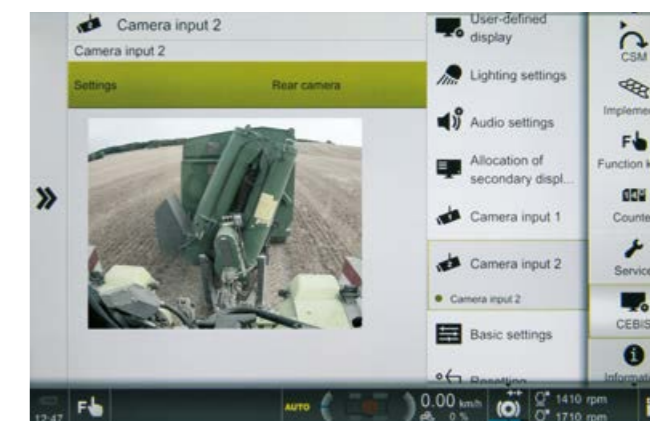 Camera input 2
Camera input 2
Settings Rear camera
User-defined
display
Lighting settings
Audio settings
Allocation of
secondary displ...
Camera input 1
Camera input 2
Camera input 2
Basic settings
Resetting
CSM
Function
Service
CEBIS
12:47
F
AUTO
0.00 km/h
0 %
1410 rpm
1710 rpm